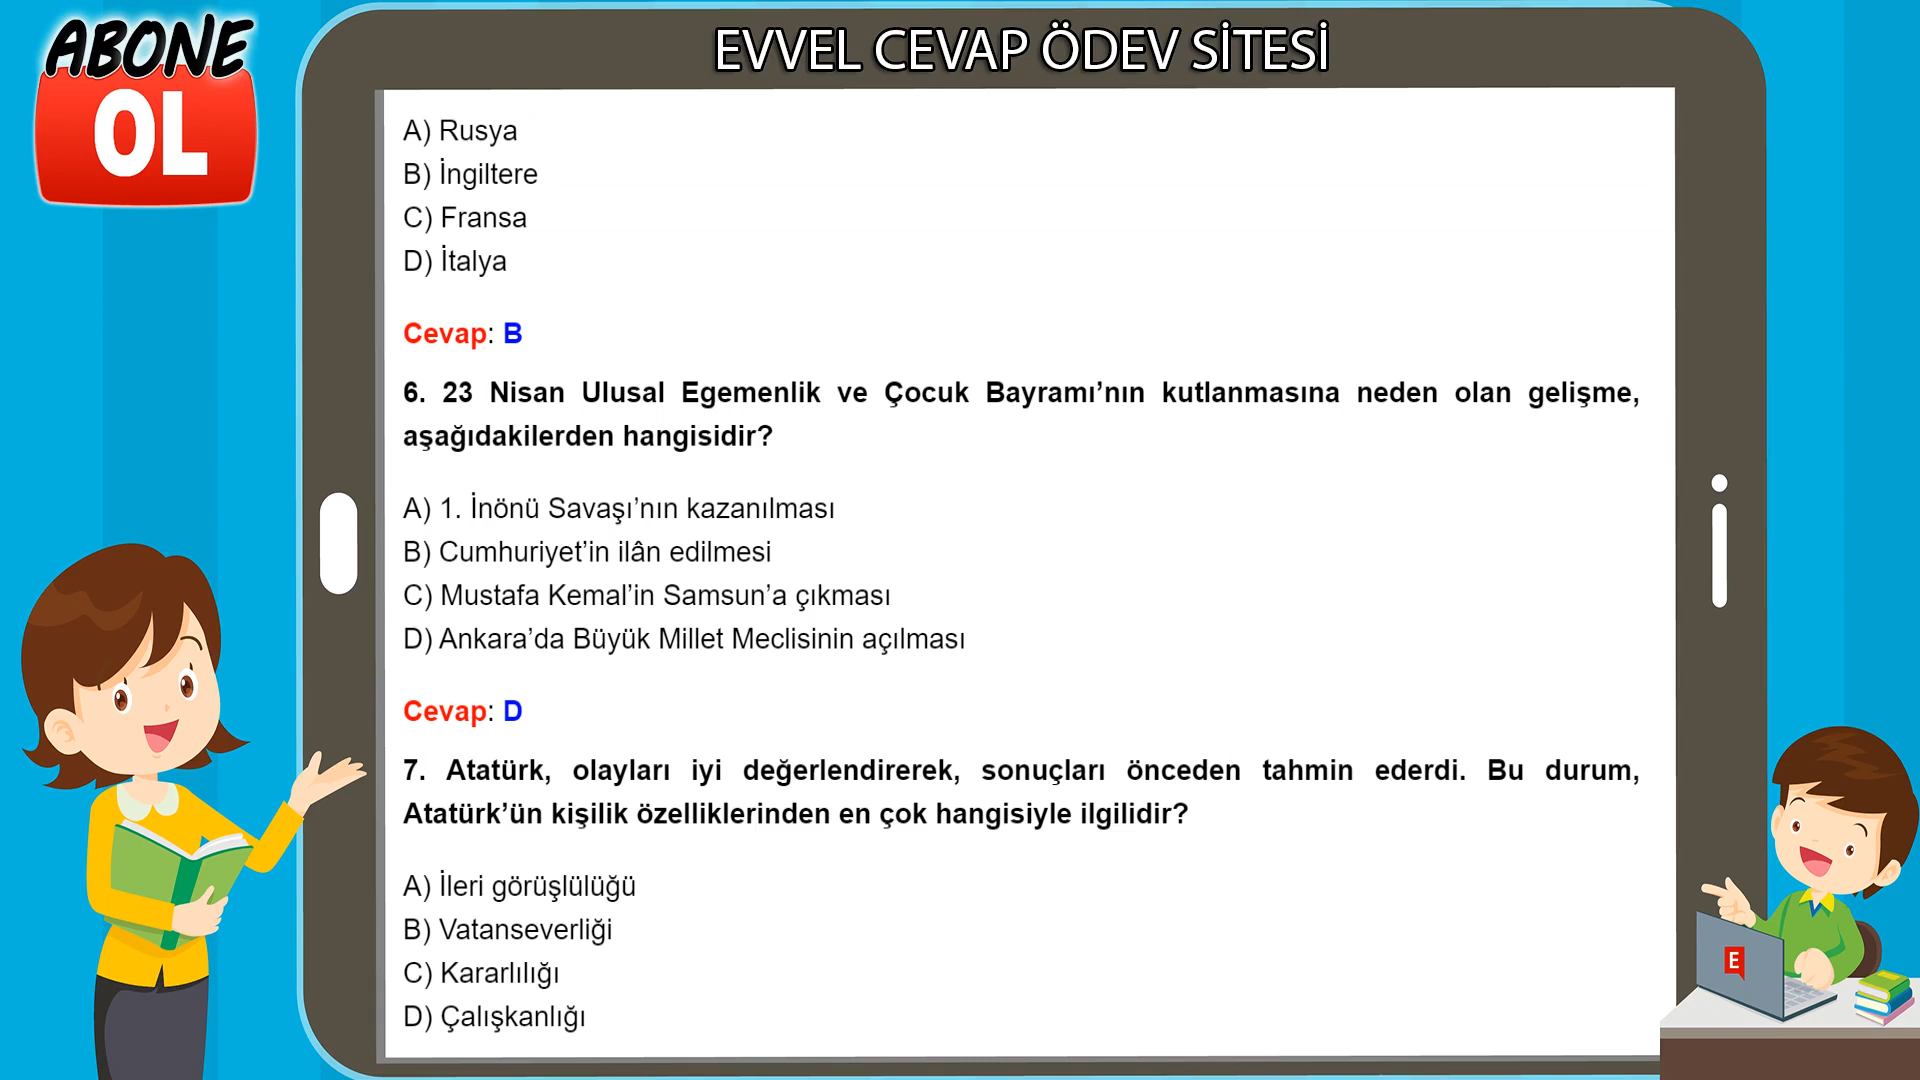 ABONE
OL
EVVEL CEVAP ÖDEV SİTESİ
A) Rusya
B) İngiltere
C) Fransa
D) İtalya
Cevap: B
6. 23 Nisan Ulusal Egemenlik ve Çocuk Bayramı’nın kutlanmasına neden olan gelişme,
aşağıdakilerden hangisidir?
A) 1. İnönü Savaşı’nın kazanılması
B) Cumhuriyet’in ilân edilmesi
C) Mustafa Kemal’in Samsun’a çıkması
D) Ankara’da Büyük Millet Meclisinin açılması
Cevap: D
7. Atatürk, olayları iyi değerlendirerek, sonuçları önceden tahmin ederdi. Bu durum,
Atatürk’ün kişilik özelliklerinden en çok hangisiyle ilgilidir?
A) İleri görüşlülüğü
B) Vatanseverliği
C) Kararlılığı
D) Çalışkanlığı
E